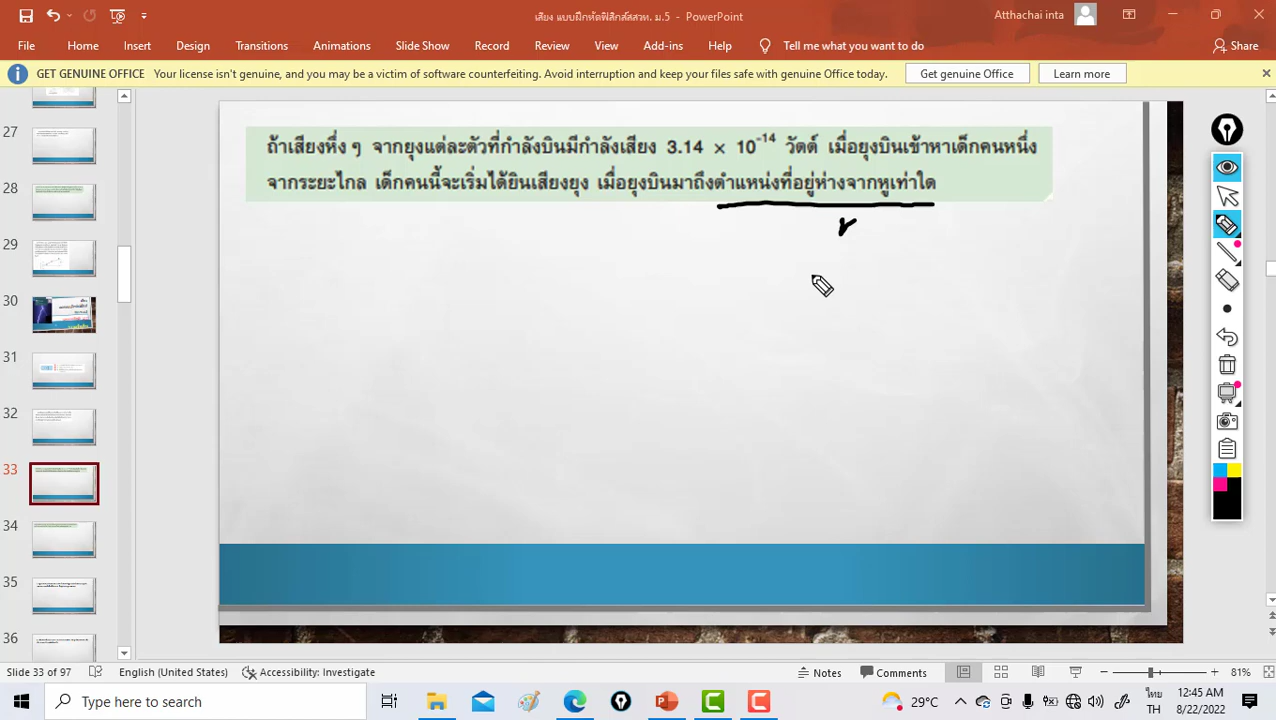 เสียง แบบฝึกหัดฟิสิกส์สสวท. ม.5 - PowerPoint
Atthachai inta
File Home Insert Design Transitions Animations Slide Show Record Review View Add-ins Help Tell me what you want to do Share
GET GENUINE OFFICE Your license isn't genuine, and you may be a victim of software counterfeiting. Avoid interruption and keep your files safe with genuine Office today. Get genuine Office Learn more
27
28
29
30
31
32
33
34
35
36
ถ้าเสียงหึ่ง ๆ จากยุงแต่ละตัวที่กำลังบินมีกำลังเสียง 3.14 × 10⁻¹⁴ วัตต์ เมื่อยุงบินเข้าหาเด็กคนหนึ่ง
จากระยะไกล เด็กคนนี้จะเริ่มได้ยินเสียงยุง เมื่อยุงบินมาถึงตำแหน่งที่อยู่ห่างจากหูเท่าใด
r
Slide 33 of 97 English (United States) Accessibility: Investigate Notes Comments 81%
Type here to search 29°C ไทย 12:45 AM
TH 8/22/2022